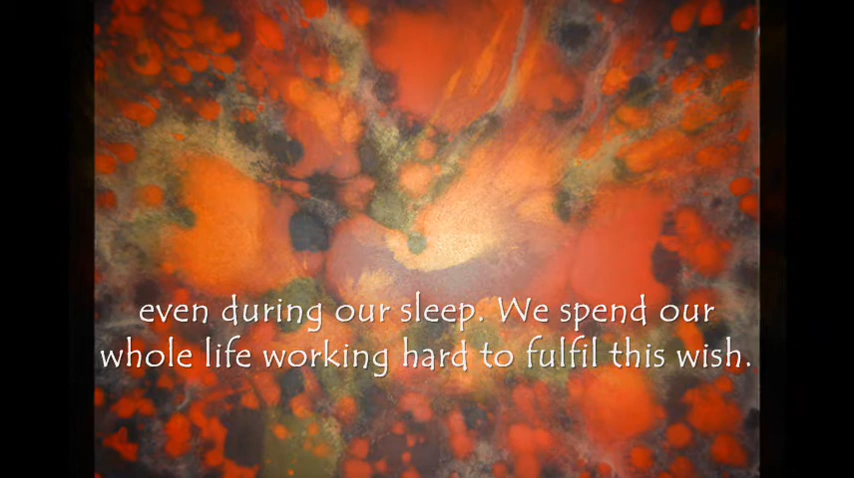 even during our sleep. We spend our
whole life working hard to fulfil this wish.